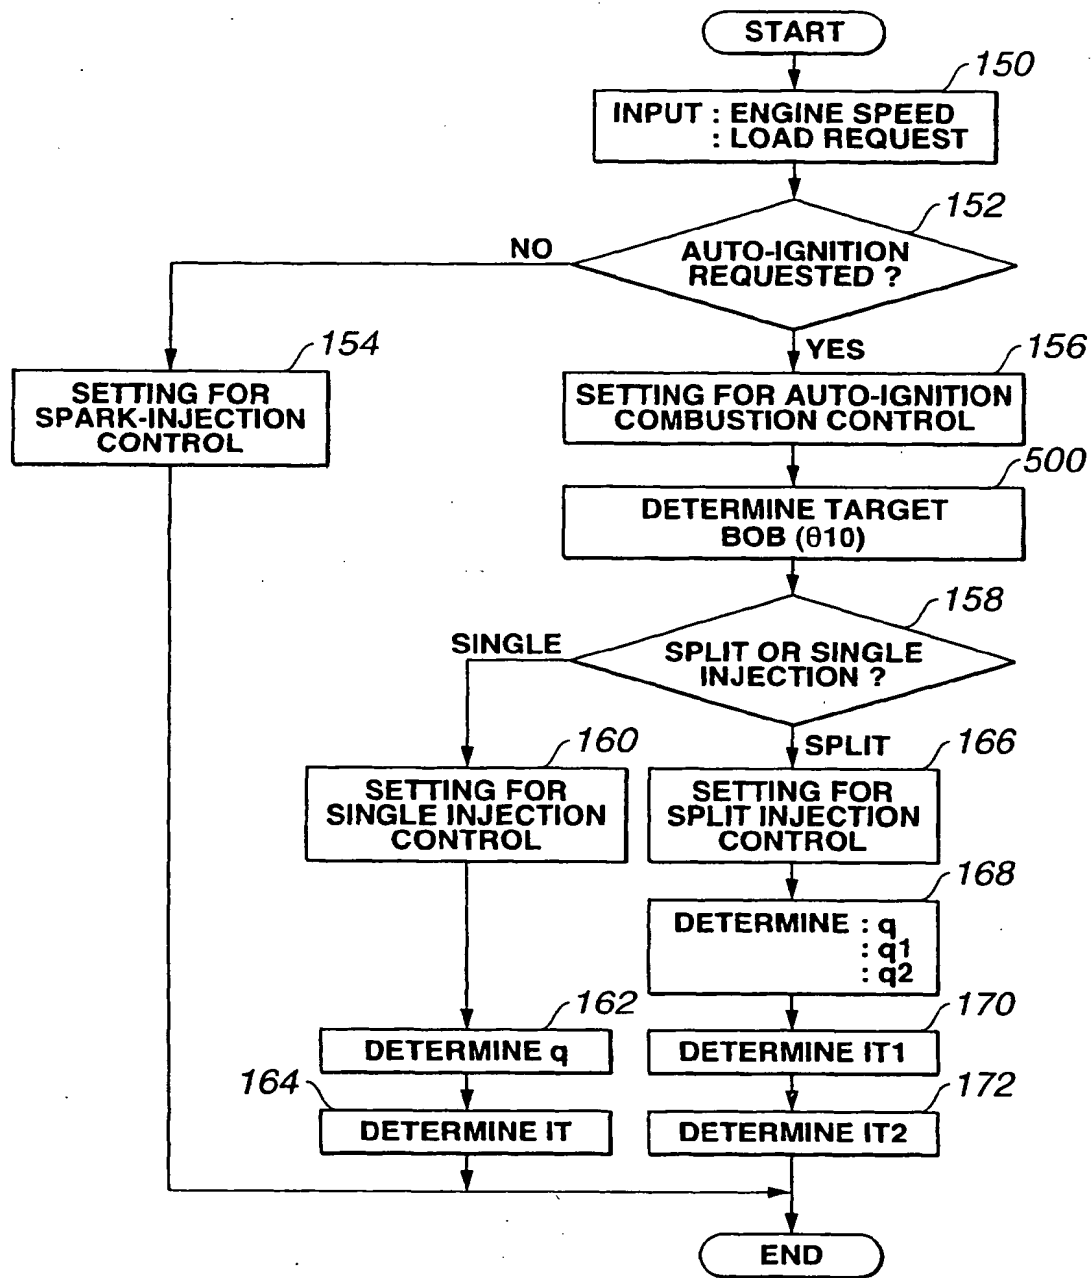 START
150
INPUT : ENGINE SPEED
: LOAD REQUEST
152
AUTO-IGNITION
REQUESTED ?
NO
YES
154
SETTING FOR
SPARK-INJECTION
CONTROL
156
SETTING FOR AUTO-IGNITION
COMBUSTION CONTROL
500
DETERMINE TARGET
BOB (θ10)
158
SPLIT OR SINGLE
INJECTION ?
SINGLE
SPLIT
160
SETTING FOR
SINGLE INJECTION
CONTROL
166
SETTING FOR
SPLIT INJECTION
CONTROL
168
DETERMINE : q
: q1
: q2
162
DETERMINE q
170
DETERMINE IT1
164
DETERMINE IT
172
DETERMINE IT2
END